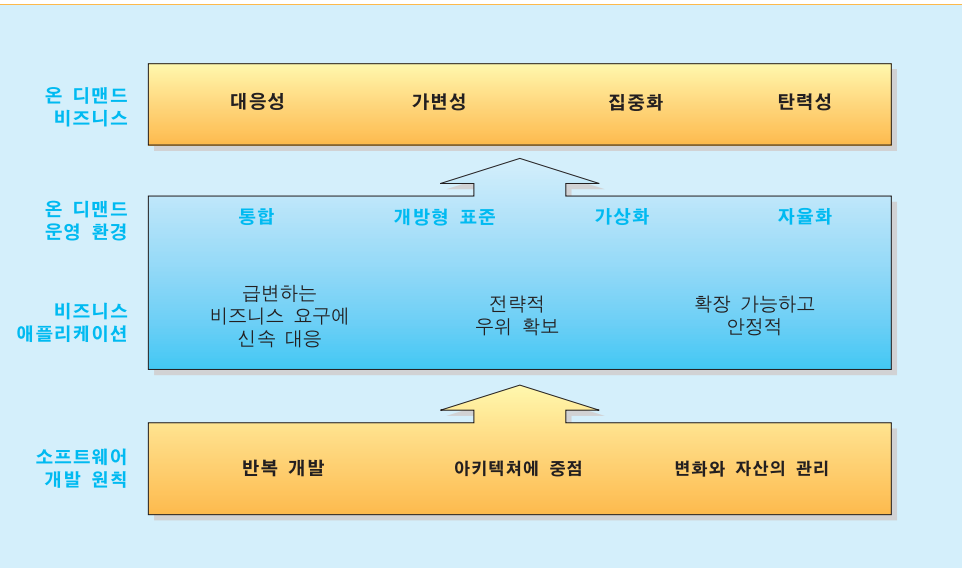 온 디맨드
비즈니스
대응성 가변성 집중화 탄력성
온 디맨드
운영 환경
통합 개방형 표준 가상화 자율화
비즈니스
애플리케이션
급변하는
비즈니스 요구에
신속 대응
전략적
우위 확보
확장 가능하고
안정적
소프트웨어
개발 원칙
반복 개발 아키텍쳐에 중점 변화와 자산의 관리